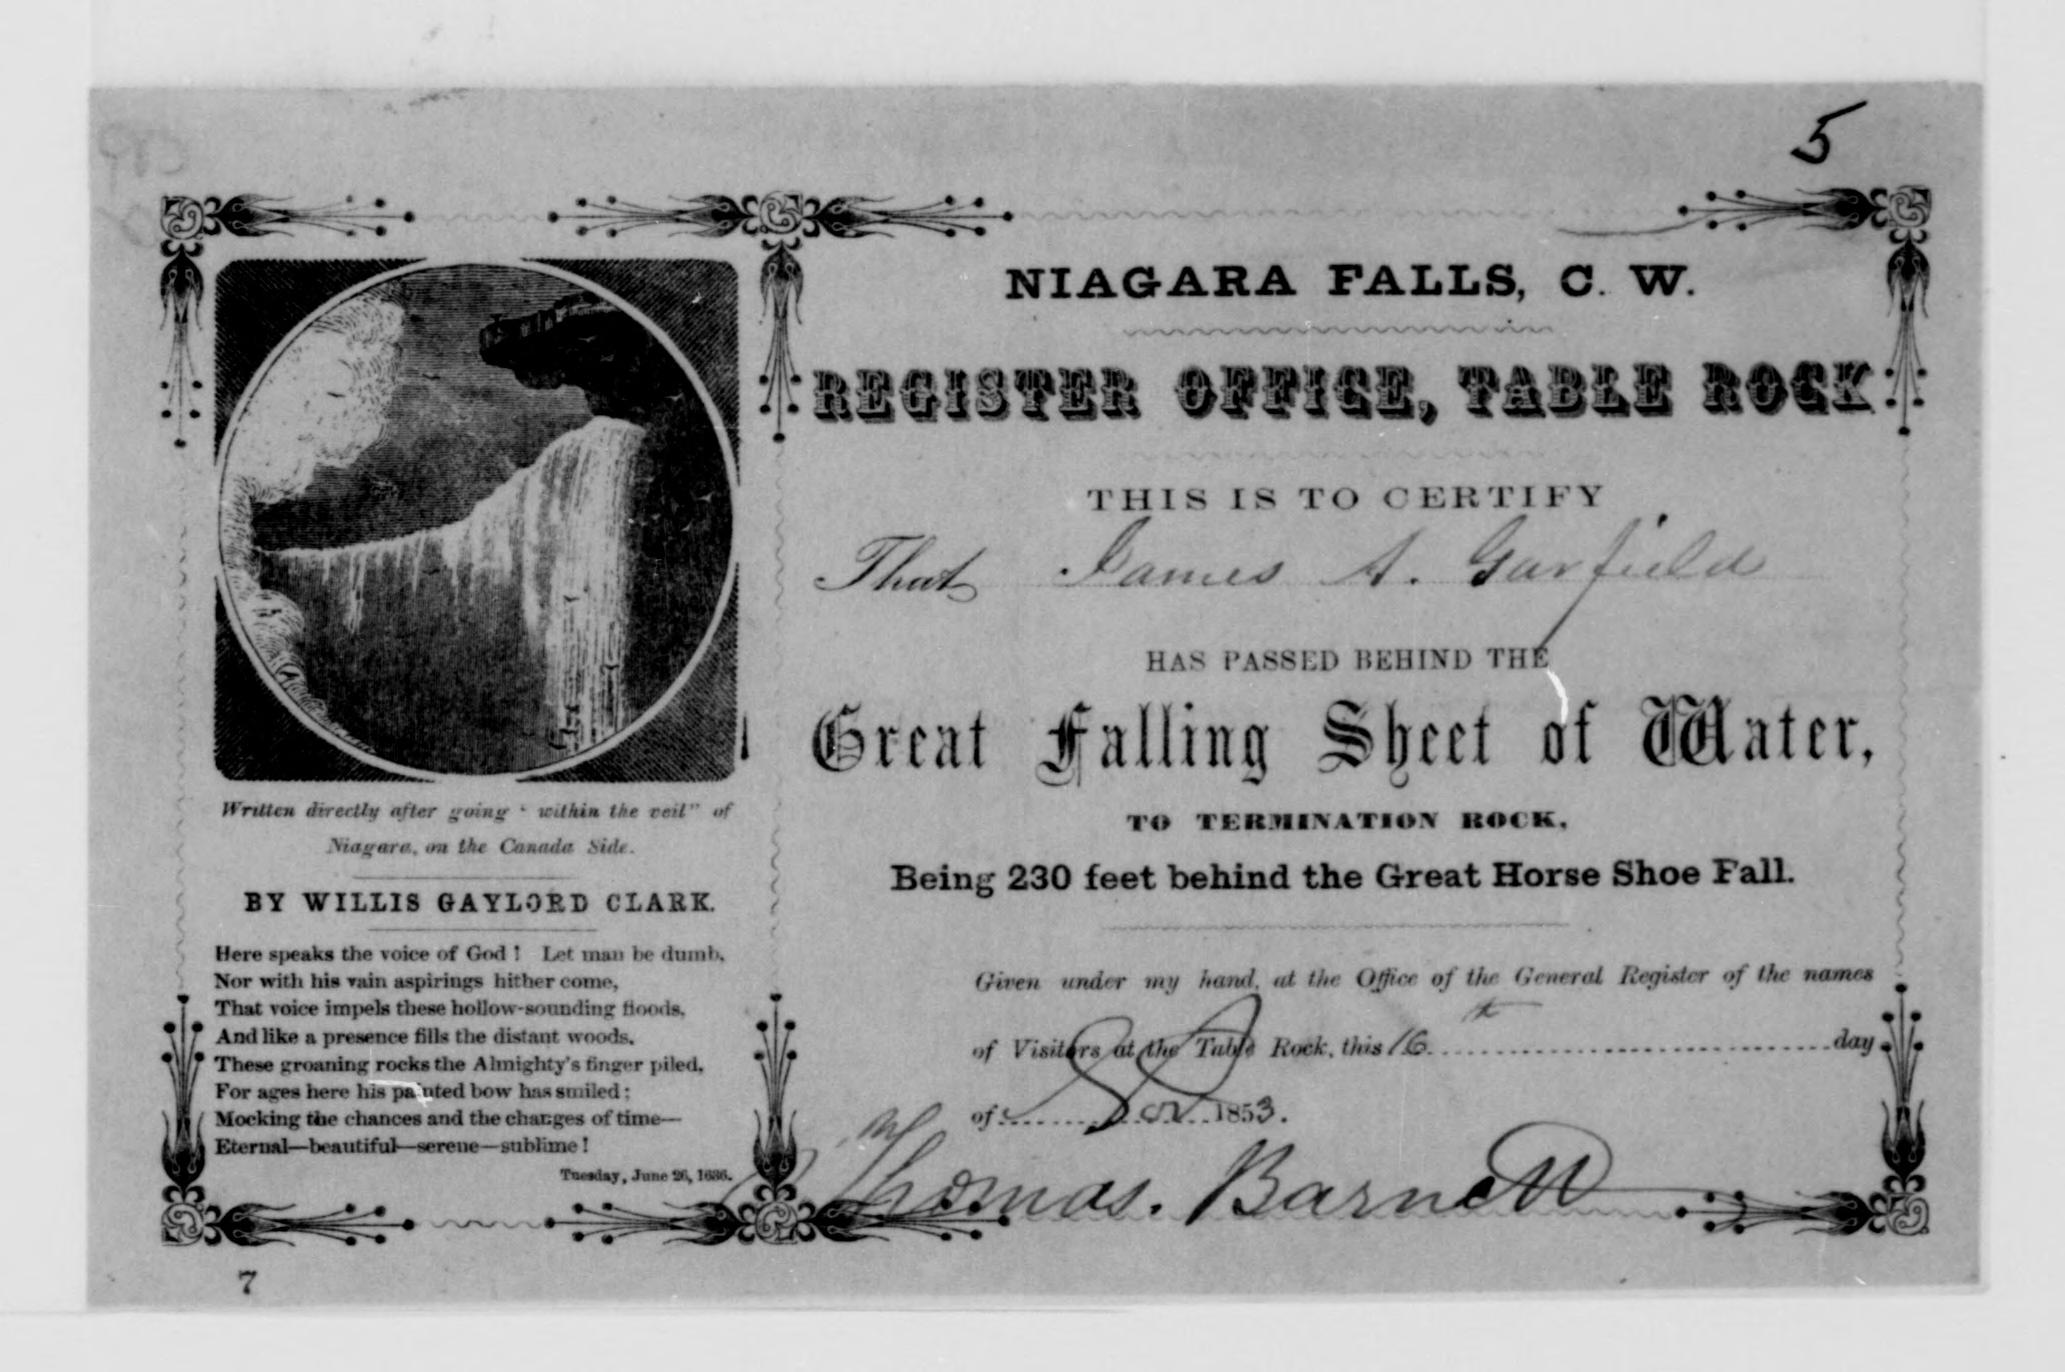 5
NIAGARA FALLS, C. W.
REGISTER OFFICE, TABLE ROCK
THIS IS TO CERTIFY
That James A. Garfield
HAS PASSED BEHIND THE
Great Falling Sheet of Water,
TO TERMINATION ROCK,
Being 230 feet behind the Great Horse Shoe Fall.
Given under my hand, at the Office of the General Register of the names
of Visitors at the Table Rock, this 16th day
of Nov 1853.
Thomas. Barnett
Written directly after going "within the veil" of
Niagara, on the Canada Side.
BY WILLIS GAYLORD CLARK.
Here speaks the voice of God! Let man be dumb,
Nor with his vain aspirings hither come,
That voice impels these hollow-sounding floods,
And like a presence fills the distant woods.
These groaning rocks the Almighty's finger piled,
For ages here his painted bow has smiled;
Mocking the chances and the changes of time—
Eternal—beautiful—serene—sublime!
Tuesday, June 26, 1836.
7